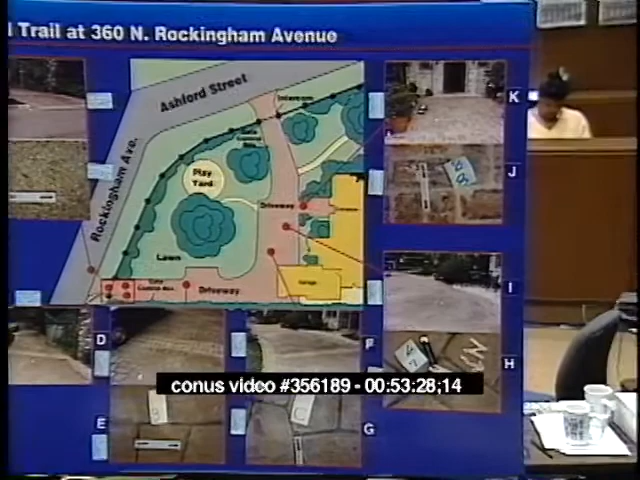 l Trail at 360 N. Rockingham Avenue
Ashford Street
Intercom
Rockingham Ave.
Play
Yard
Driveway
Lawn
Driveway
Garage
K
J
I
H
D
F
E
G
B
C
conus video #356189 - 00:53:28;14